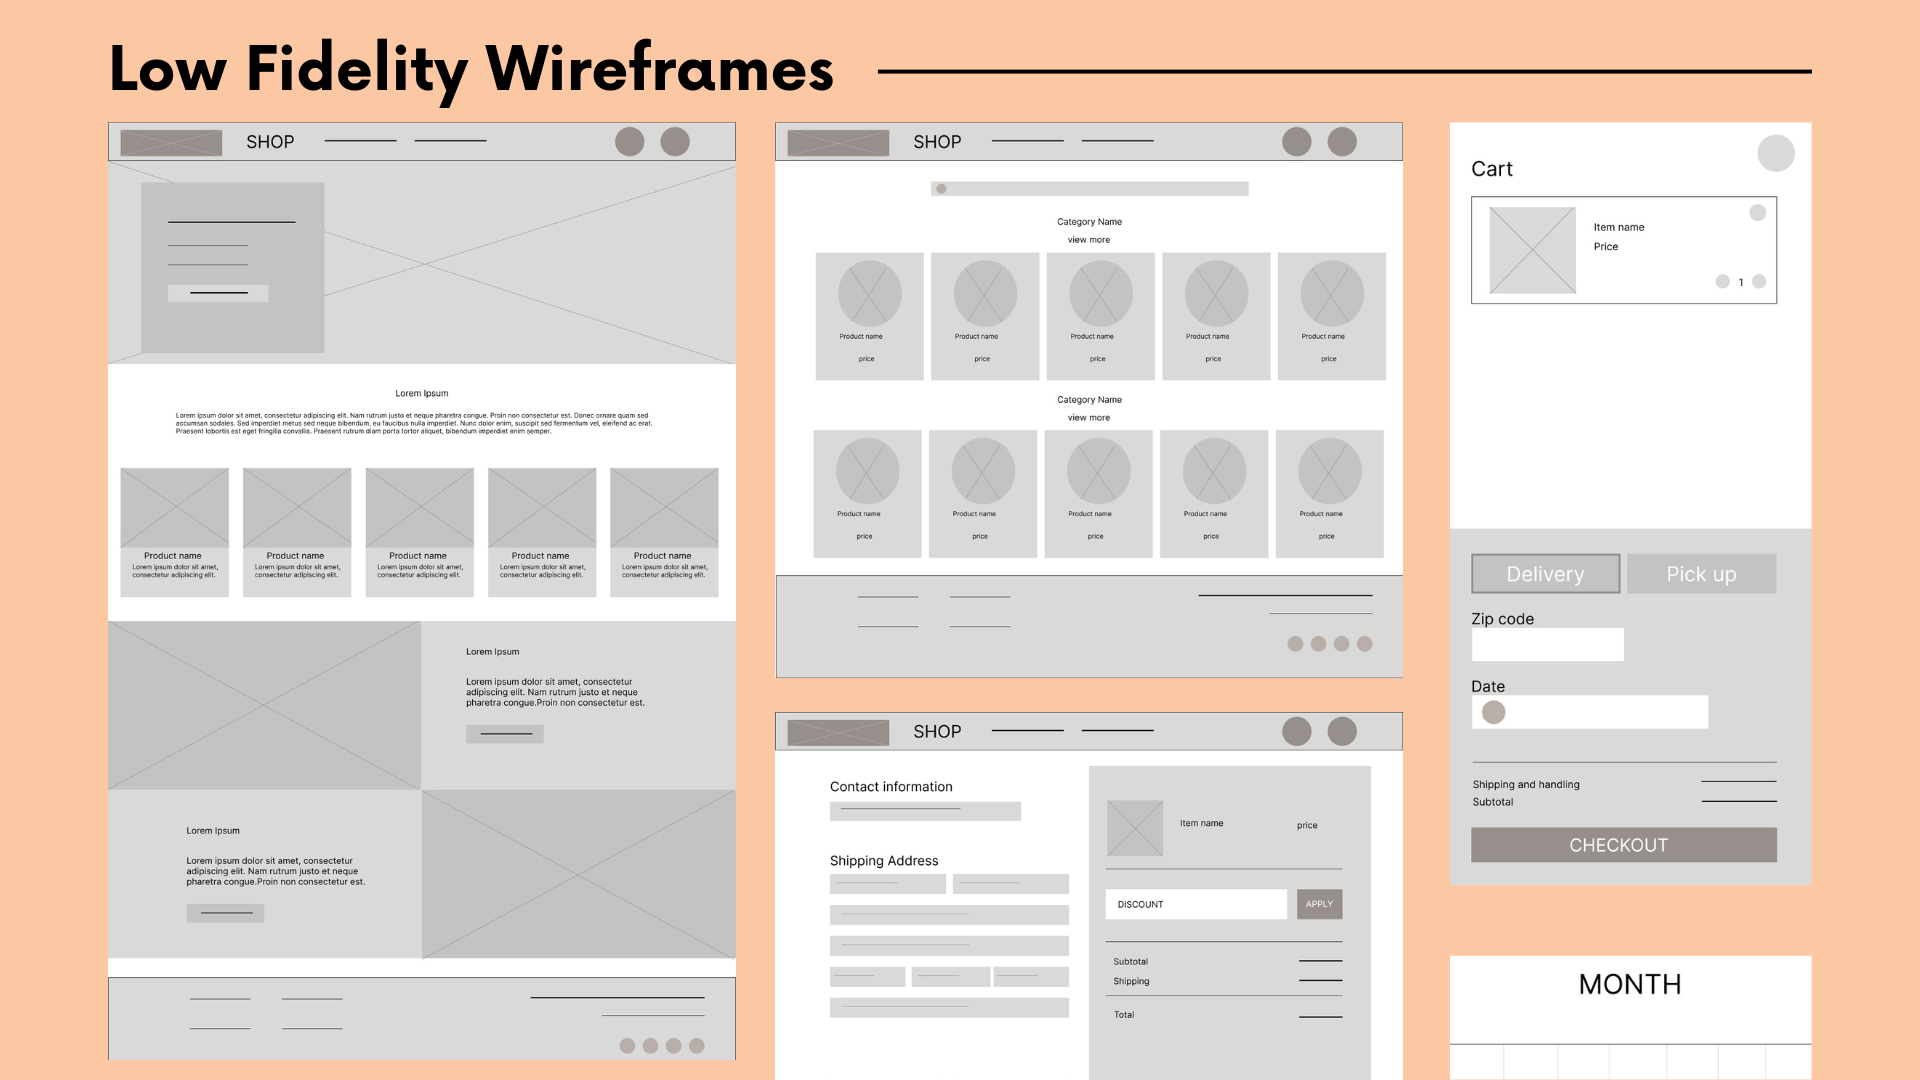 Low Fidelity Wireframes
SHOP
Lorem Ipsum
Lorem ipsum dolor sit amet, consectetur adipiscing elit. Nam rutrum justo et neque pharetra congue. Proin non consectetur est. Donec ornare quam sed
accumsan sodales. Sed imperdiet metus sed neque bibendum, eu faucibus nulla imperdiet. Nunc dolor enim, suscipit sed fermentum vel, eleifend ac erat.
Praesent lobortis est eget fringilla convallis. Praesent rutrum diam porta tortor aliquet, bibendum imperdiet enim semper.
Product name
Lorem ipsum dolor sit amet,
consectetur adipiscing elit.
Product name
Lorem ipsum dolor sit amet,
consectetur adipiscing elit.
Product name
Lorem ipsum dolor sit amet,
consectetur adipiscing elit.
Product name
Lorem ipsum dolor sit amet,
consectetur adipiscing elit.
Product name
Lorem ipsum dolor sit amet,
consectetur adipiscing elit.
Lorem Ipsum
Lorem ipsum dolor sit amet, consectetur
adipiscing elit. Nam rutrum justo et neque
pharetra congue.Proin non consectetur est.
Lorem Ipsum
Lorem ipsum dolor sit amet, consectetur
adipiscing elit. Nam rutrum justo et neque
pharetra congue.Proin non consectetur est.
SHOP
Category Name
view more
Product name
price
Product name
price
Product name
price
Product name
price
Product name
price
Category Name
view more
Product name
price
Product name
price
Product name
price
Product name
price
Product name
price
SHOP
Contact information
Shipping Address
Item name
price
DISCOUNT
APPLY
Subtotal
Shipping
Total
Cart
Item name
Price
1
Delivery
Pick up
Zip code
Date
Shipping and handling
Subtotal
CHECKOUT
MONTH